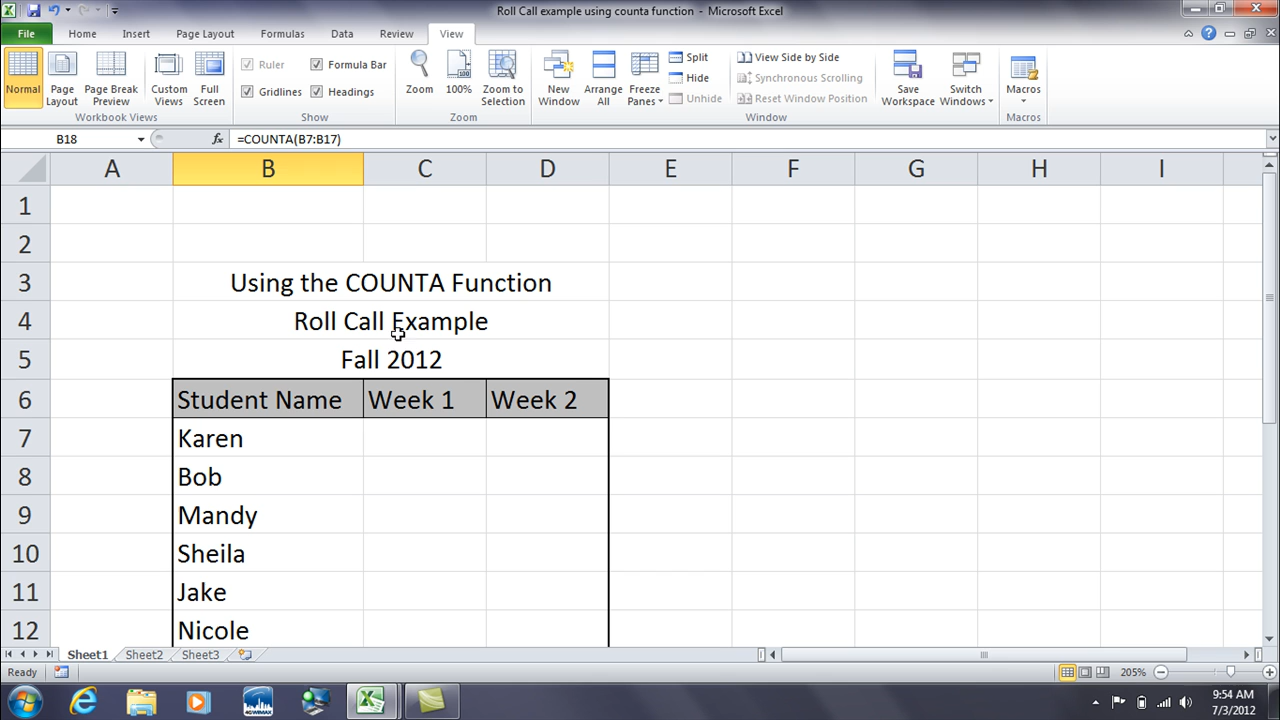 Roll Call example using counta function - Microsoft Excel
File Home Insert Page Layout Formulas Data Review View
Normal
Page Layout
Page Break Preview
Custom Views
Full Screen
Workbook Views
Ruler
Formula Bar
Gridlines
Headings
Show
Zoom
100%
Zoom to Selection
Zoom
New Window
Arrange All
Freeze Panes
Split
Hide
Unhide
View Side by Side
Synchronous Scrolling
Reset Window Position
Save Workspace
Switch Windows
Window
Macros
Macros
B18 fx =COUNTA(B7:B17)
A B C D E F G H I
1
2
3 Using the COUNTA Function
4 Roll Call Example
5 Fall 2012
6 Student Name Week 1 Week 2
7 Karen
8 Bob
9 Mandy
10 Sheila
11 Jake
12 Nicole
Sheet1 Sheet2 Sheet3
Ready 205%
9:54 AM
7/3/2012